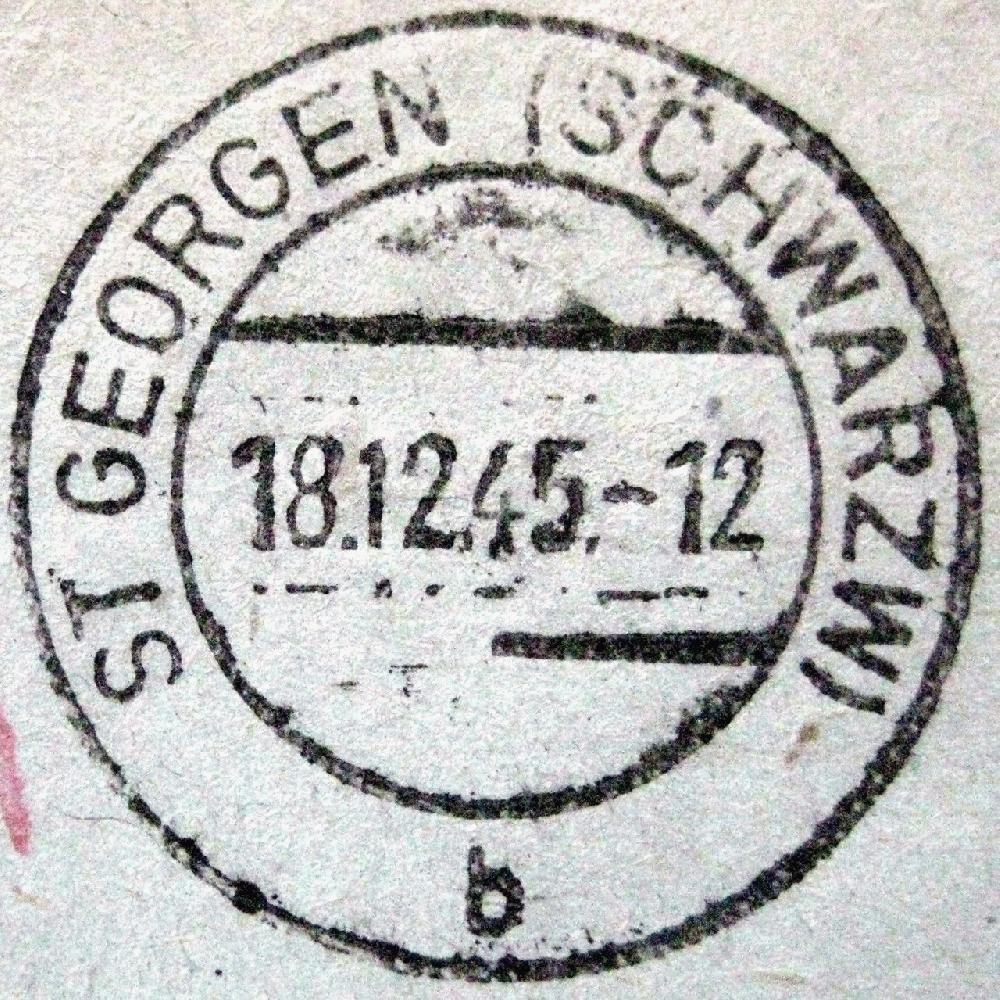 ST GEORGEN (SCHWARZW)
18.12.45.-12
b